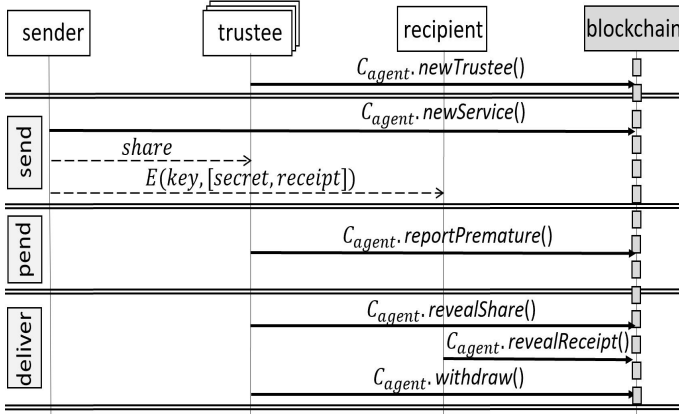 sender trustee recipient blockchain
C_agent.newTrustee()
send
C_agent.newService()
share
E(key,[secret,receipt])
pend
C_agent.reportPremature()
deliver
C_agent.revealShare()
C_agent.revealReceipt()
C_agent.withdraw()